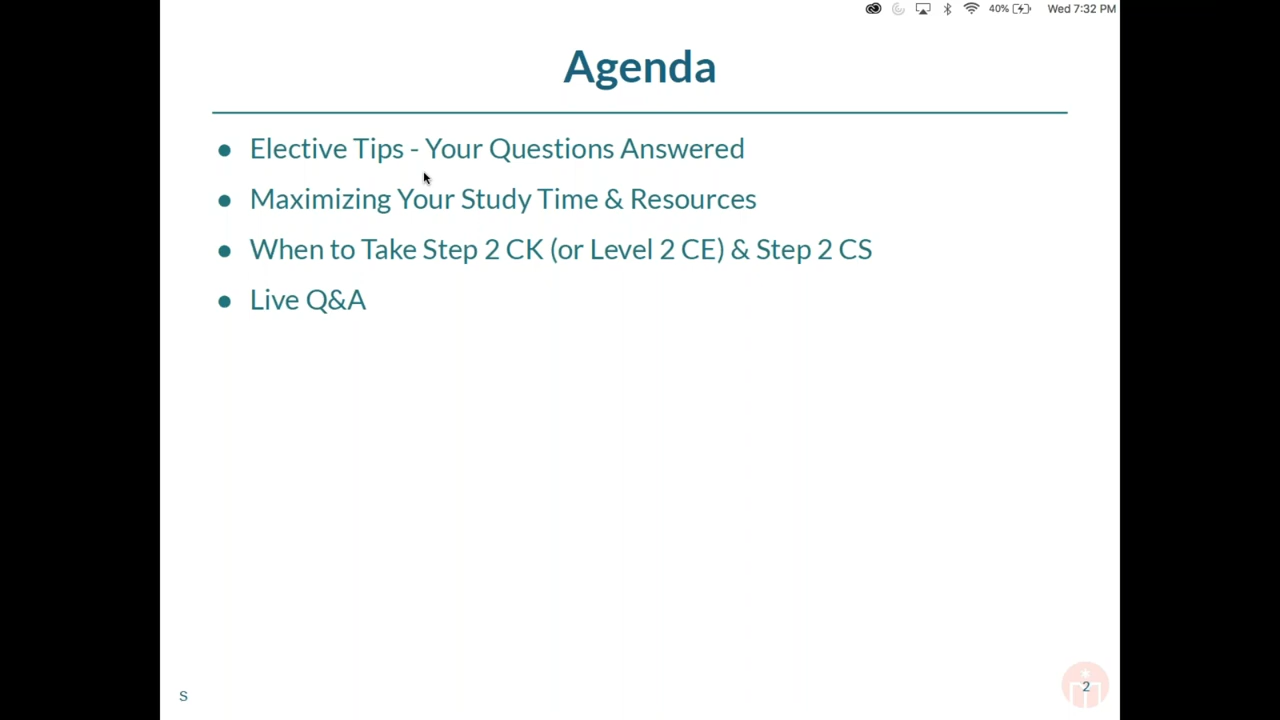 40% Wed 7:32 PM
Agenda
● Elective Tips - Your Questions Answered
● Maximizing Your Study Time & Resources
● When to Take Step 2 CK (or Level 2 CE) & Step 2 CS
● Live Q&A
S
2